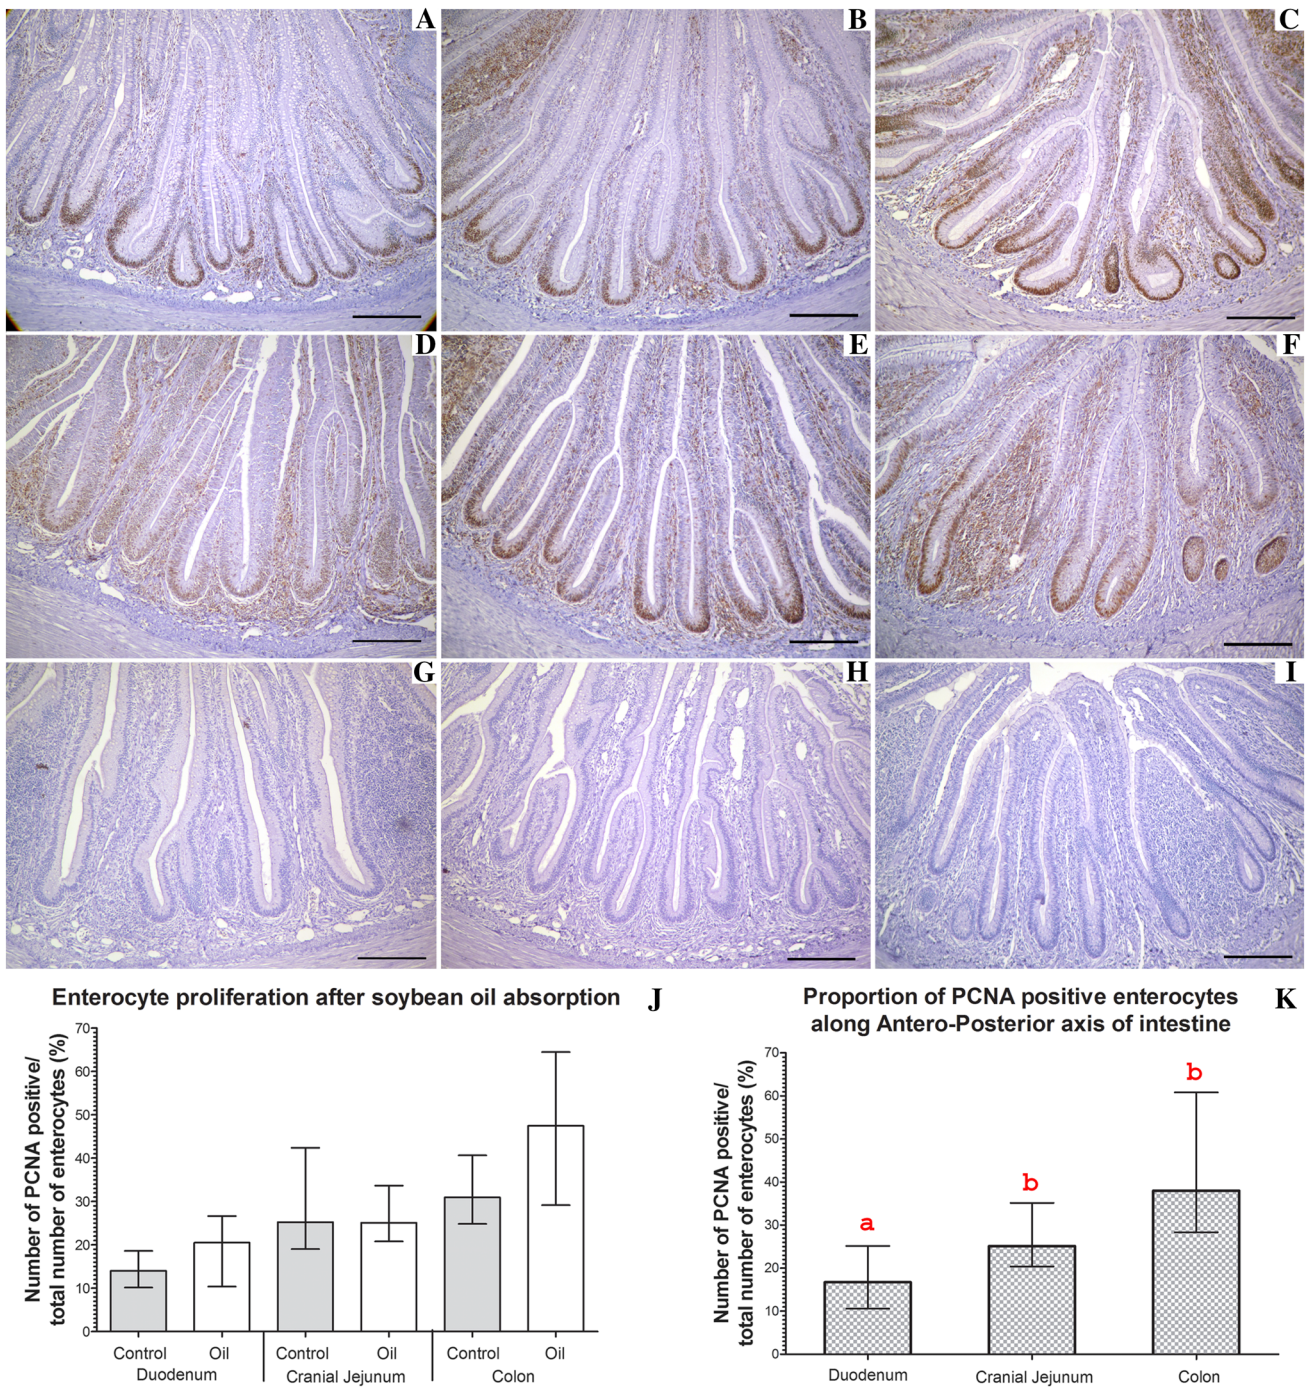 A
B
C
D
E
F
G
H
I
Enterocyte proliferation after soybean oil absorption
J
Number of PCNA positive/
total number of enterocytes (%)
70
60
50
40
30
20
10
0
Control
Oil
Control
Oil
Control
Oil
Duodenum
Cranial Jejunum
Colon
Proportion of PCNA positive enterocytes
along Antero-Posterior axis of intestine
K
Number of PCNA positive/
total number of enterocytes (%)
70
60
50
40
30
20
10
0
a
b
b
Duodenum
Cranial Jejunum
Colon